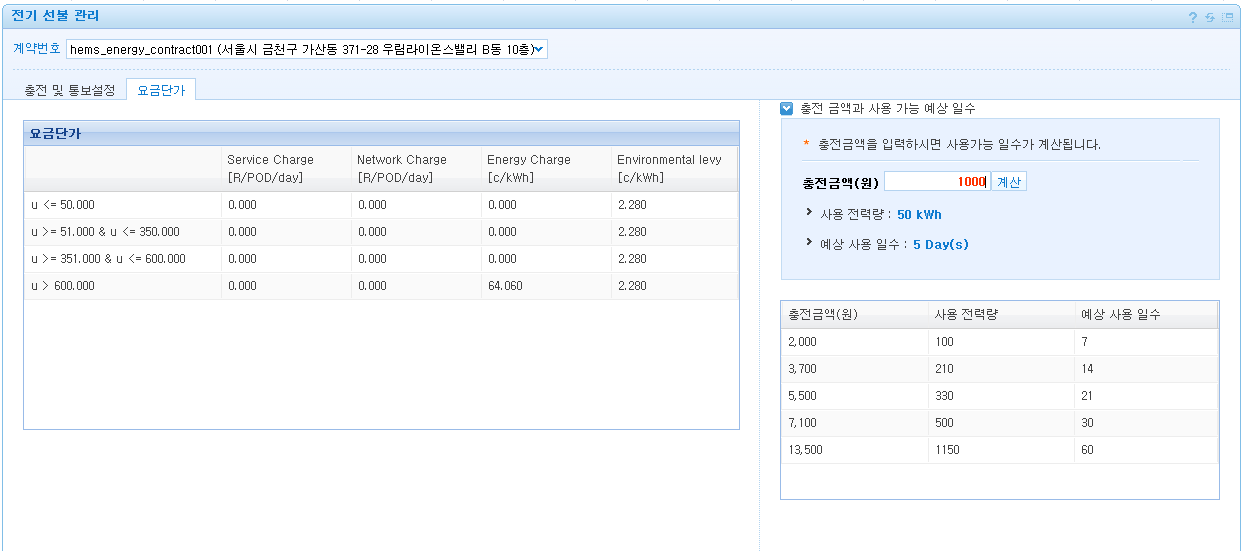 전기 선불 관리
계약번호 hems_energy_contract001 (서울시 금천구 가산동 371-28 우림라이온스밸리 B동 10층)
충전 및 통보설정 요금단가
요금단가
Service Charge [R/POD/day] Network Charge [R/POD/day] Energy Charge [c/kWh] Environmental levy [c/kWh]
u <= 50.000 0.000 0.000 0.000 2.280
u >= 51.000 & u <= 350.000 0.000 0.000 0.000 2.280
u >= 351.000 & u <= 600.000 0.000 0.000 0.000 2.280
u > 600.000 0.000 0.000 64.060 2.280
충전 금액과 사용 가능 예상 일수
* 충전금액을 입력하시면 사용가능 일수가 계산됩니다.
충전금액(원) 1000 계산
사용 전력량 : 50 kWh
예상 사용 일수 : 5 Day(s)
충전금액(원) 사용 전력량 예상 사용 일수
2,000 100 7
3,700 210 14
5,500 330 21
7,100 500 30
13,500 1150 60